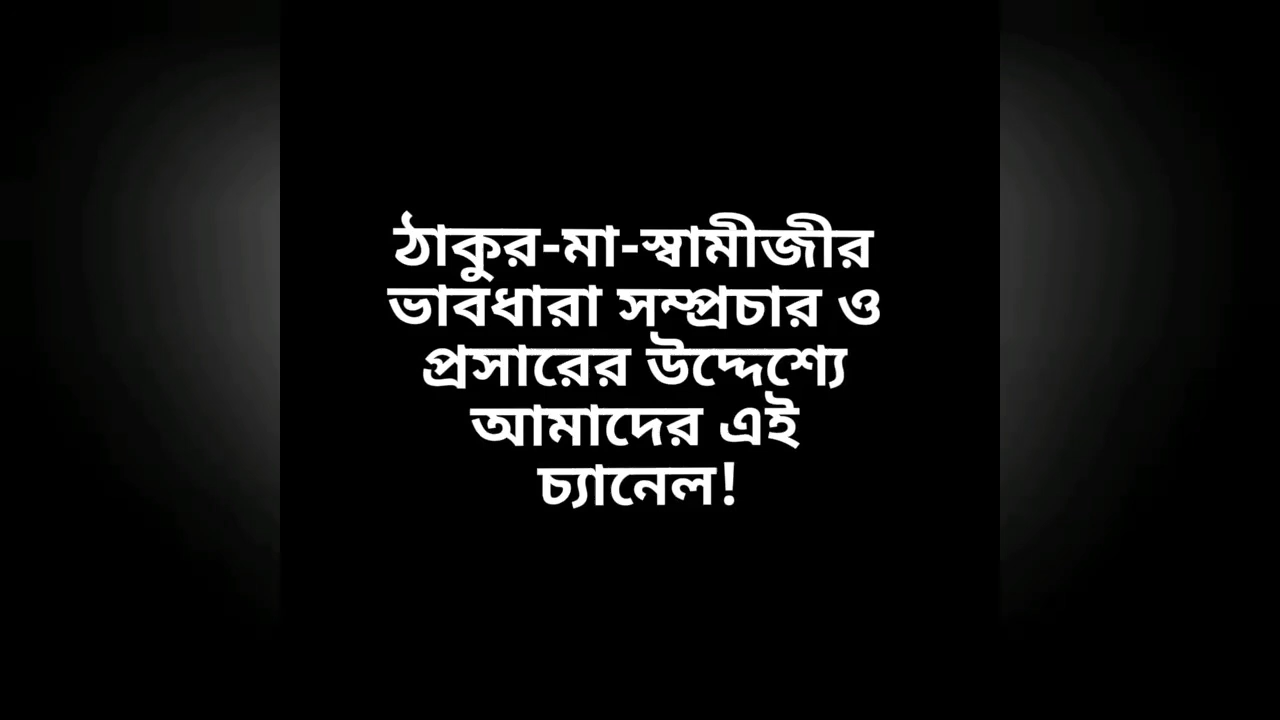 ঠাকুর-মা-স্বামীজীর
ভাবধারা সম্প্রচার ও
প্রসারের উদ্দেশ্যে
আমাদের এই
চ্যানেল!